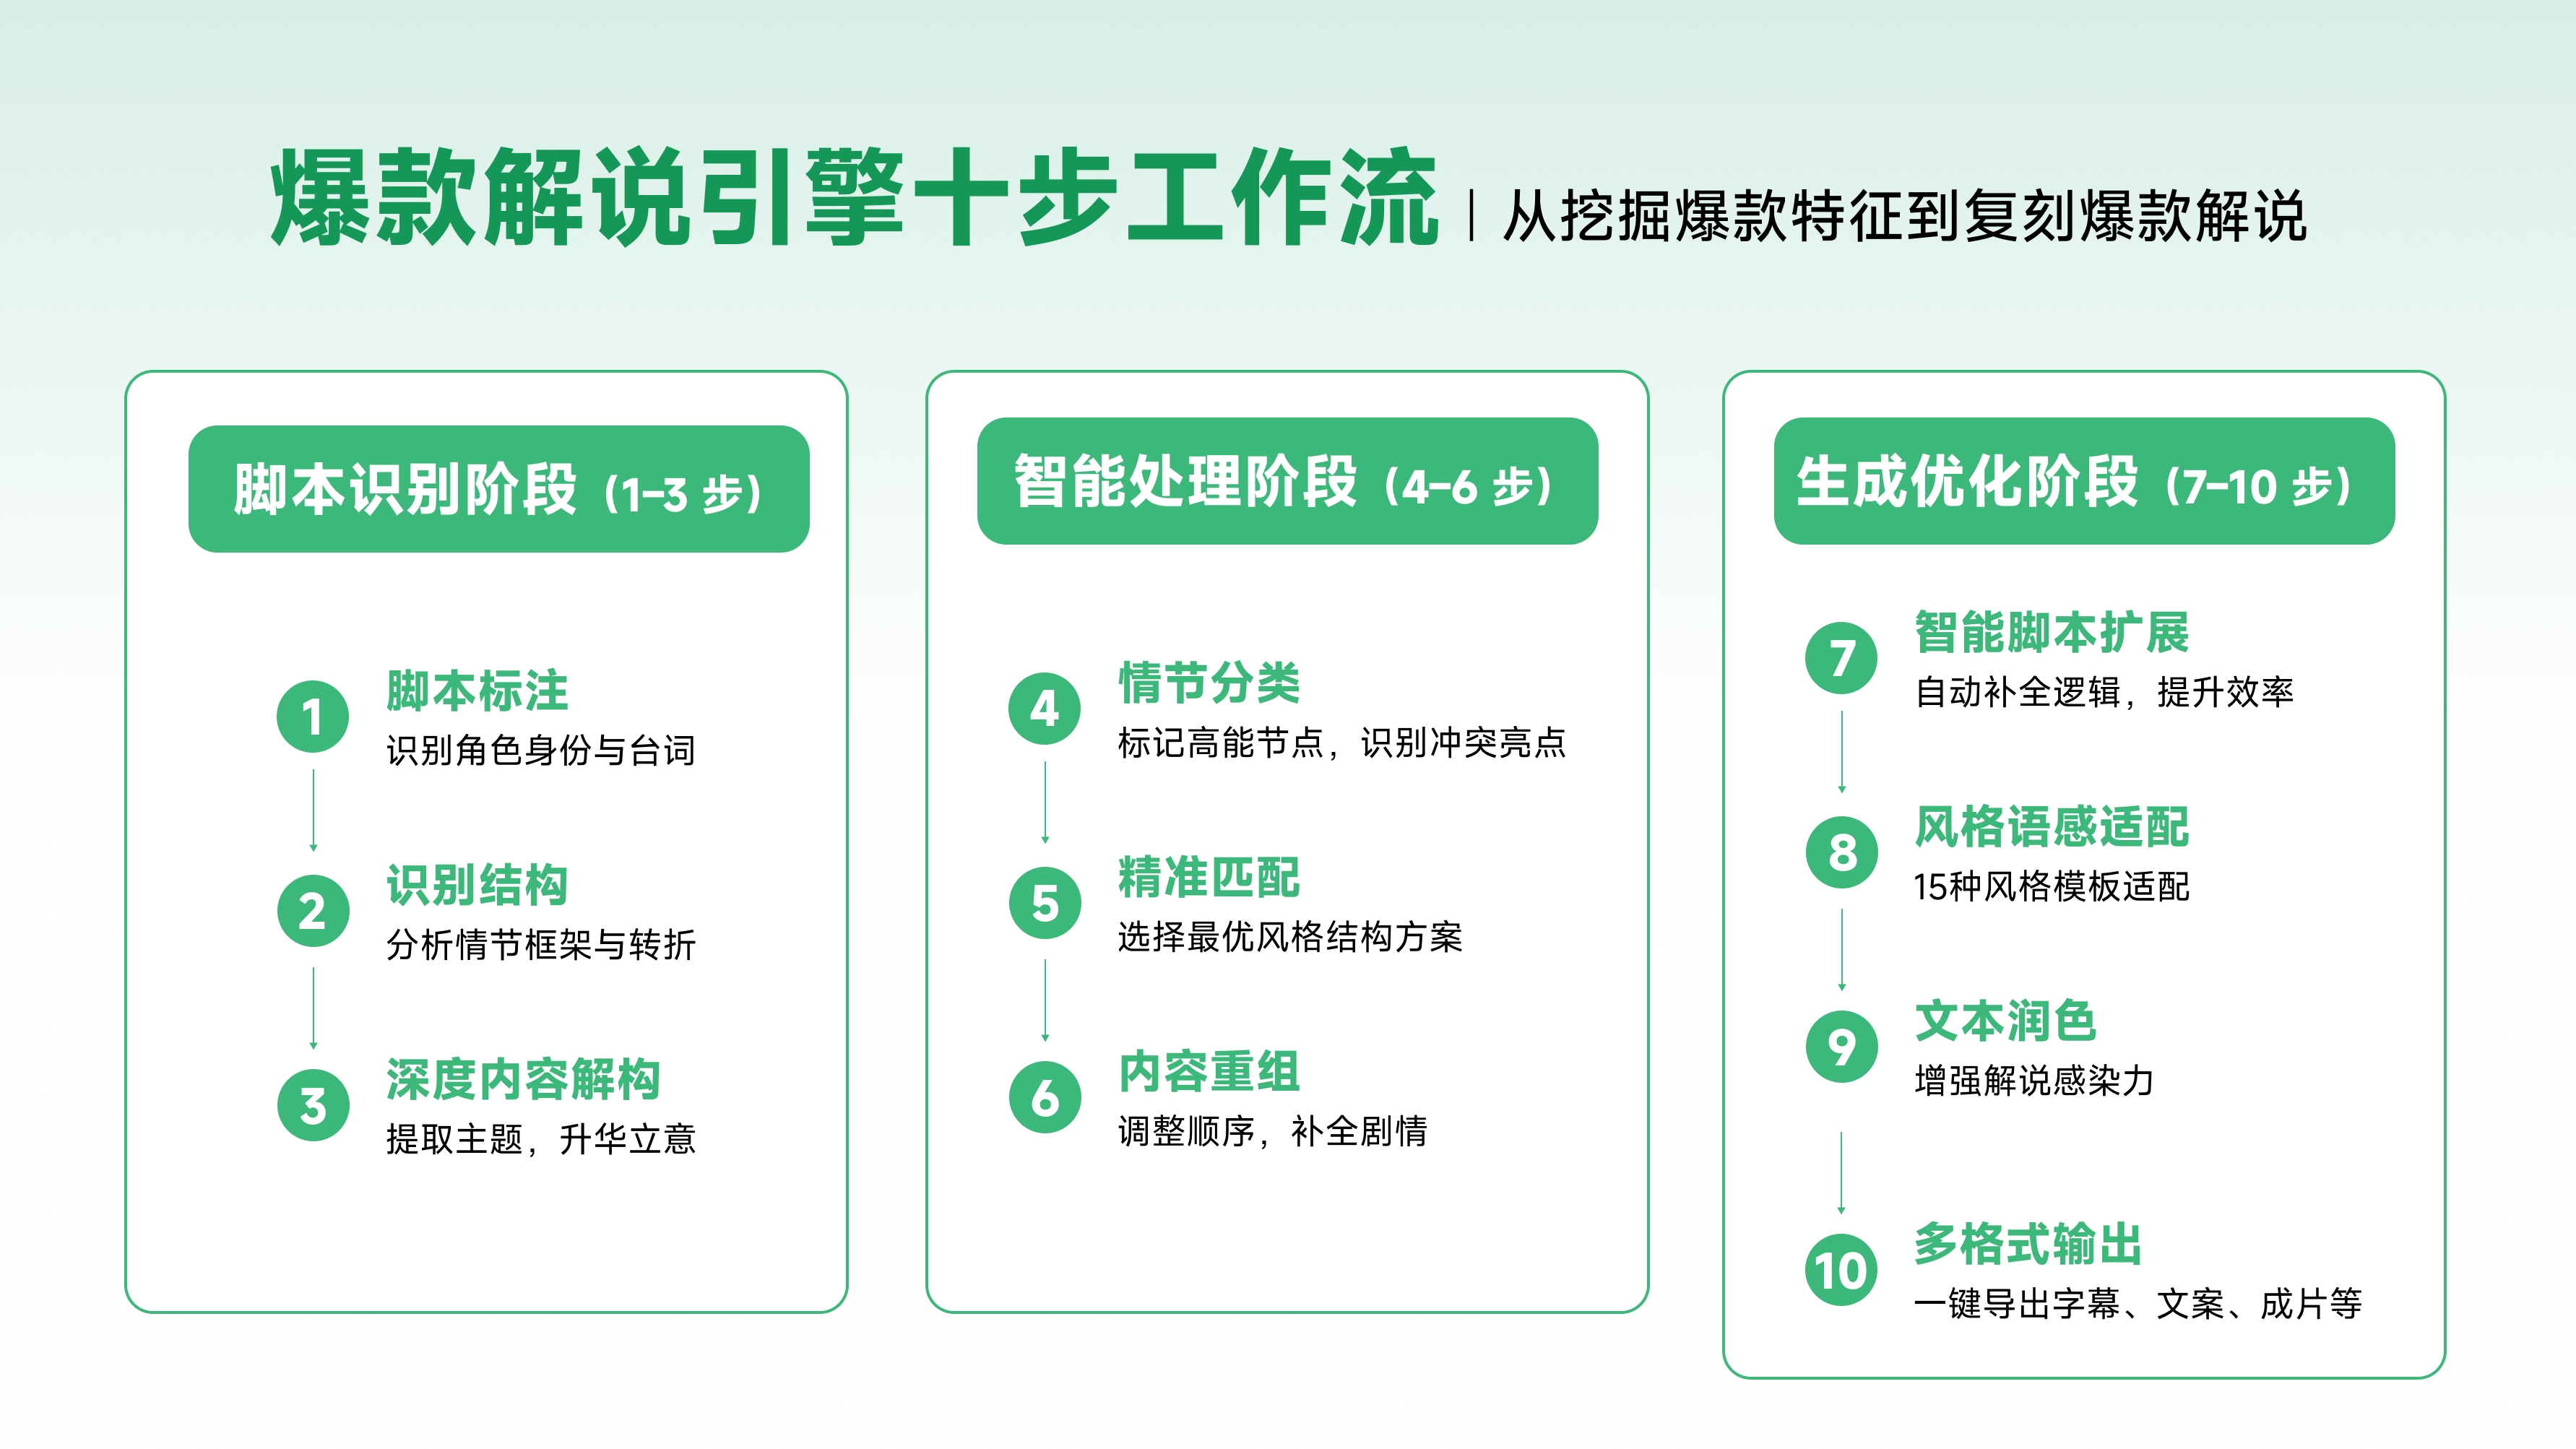 爆款解说引擎十步工作流 | 从挖掘爆款特征到复刻爆款解说
脚本识别阶段 (1-3 步)
1
脚本标注
识别角色身份与台词
2
识别结构
分析情节框架与转折
3
深度内容解构
提取主题，升华立意
智能处理阶段 (4-6 步)
4
情节分类
标记高能节点，识别冲突亮点
5
精准匹配
选择最优风格结构方案
6
内容重组
调整顺序，补全剧情
生成优化阶段 (7-10 步)
7
智能脚本扩展
自动补全逻辑，提升效率
8
风格语感适配
15种风格模板适配
9
文本润色
增强解说感染力
10
多格式输出
一键导出字幕、文案、成片等